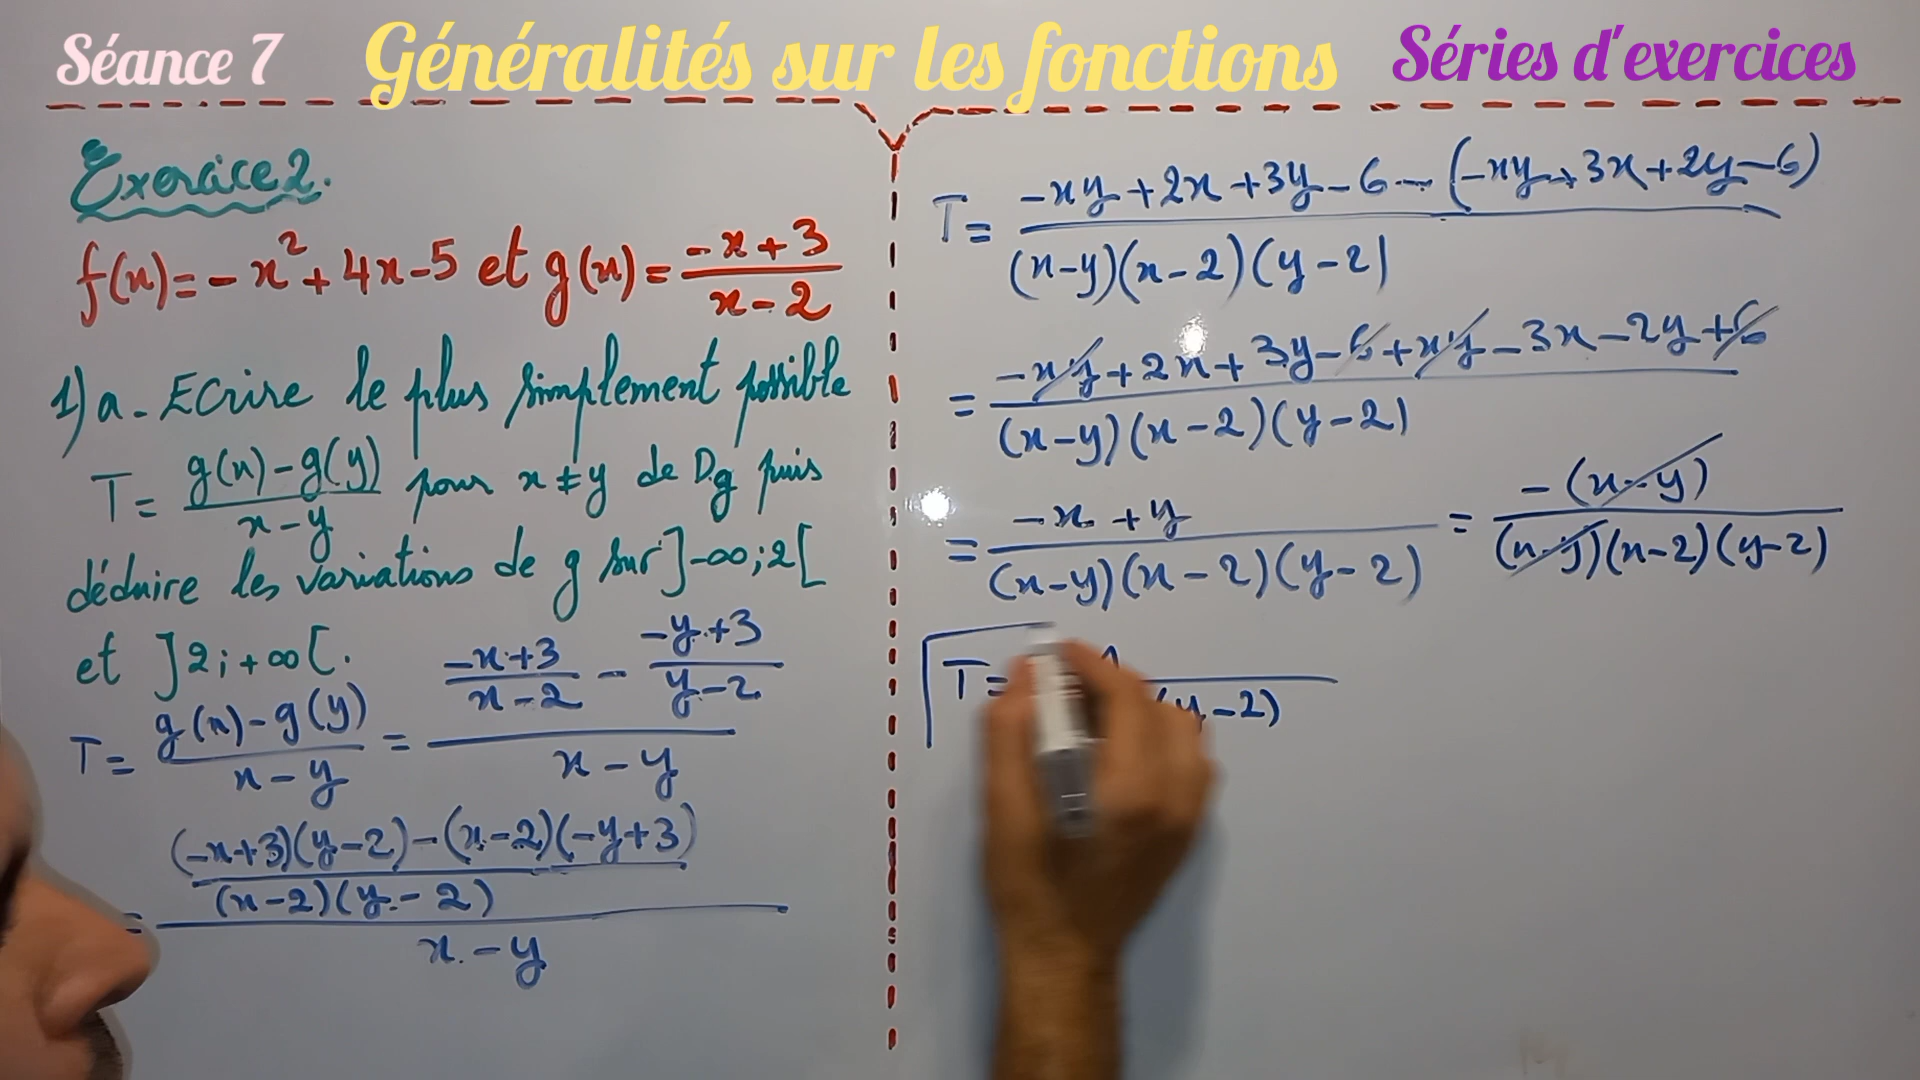 Séance 7 Généralités sur les fonctions Séries d'exercices
Exercice 2.
f(x) = -x² + 4x - 5 et g(x) = (-x + 3)/(x - 2)
1) a - Ecrire le plus simplement possible
T = (g(x) - g(y))/(x - y) pour x ≠ y de Dg puis
déduire les variations de g sur ]-∞; 2[
et ]2; +∞[.
T = (g(x) - g(y))/(x - y) = ((-x + 3)/(x - 2) - (-y + 3)/(y - 2))/(x - y)
= (((-x + 3)(y - 2) - (x - 2)(-y + 3))/((x - 2)(y - 2)))/(x - y)
T = (-xy + 2x + 3y - 6 - (-xy + 3x + 2y - 6))/((x - y)(x - 2)(y - 2))
= (-xy + 2x + 3y - 6 + xy - 3x - 2y + 6)/((x - y)(x - 2)(y - 2))
= (-x + y)/((x - y)(x - 2)(y - 2)) = (-(x - y))/((x - y)(x - 2)(y - 2))
T = 1 (y - 2)